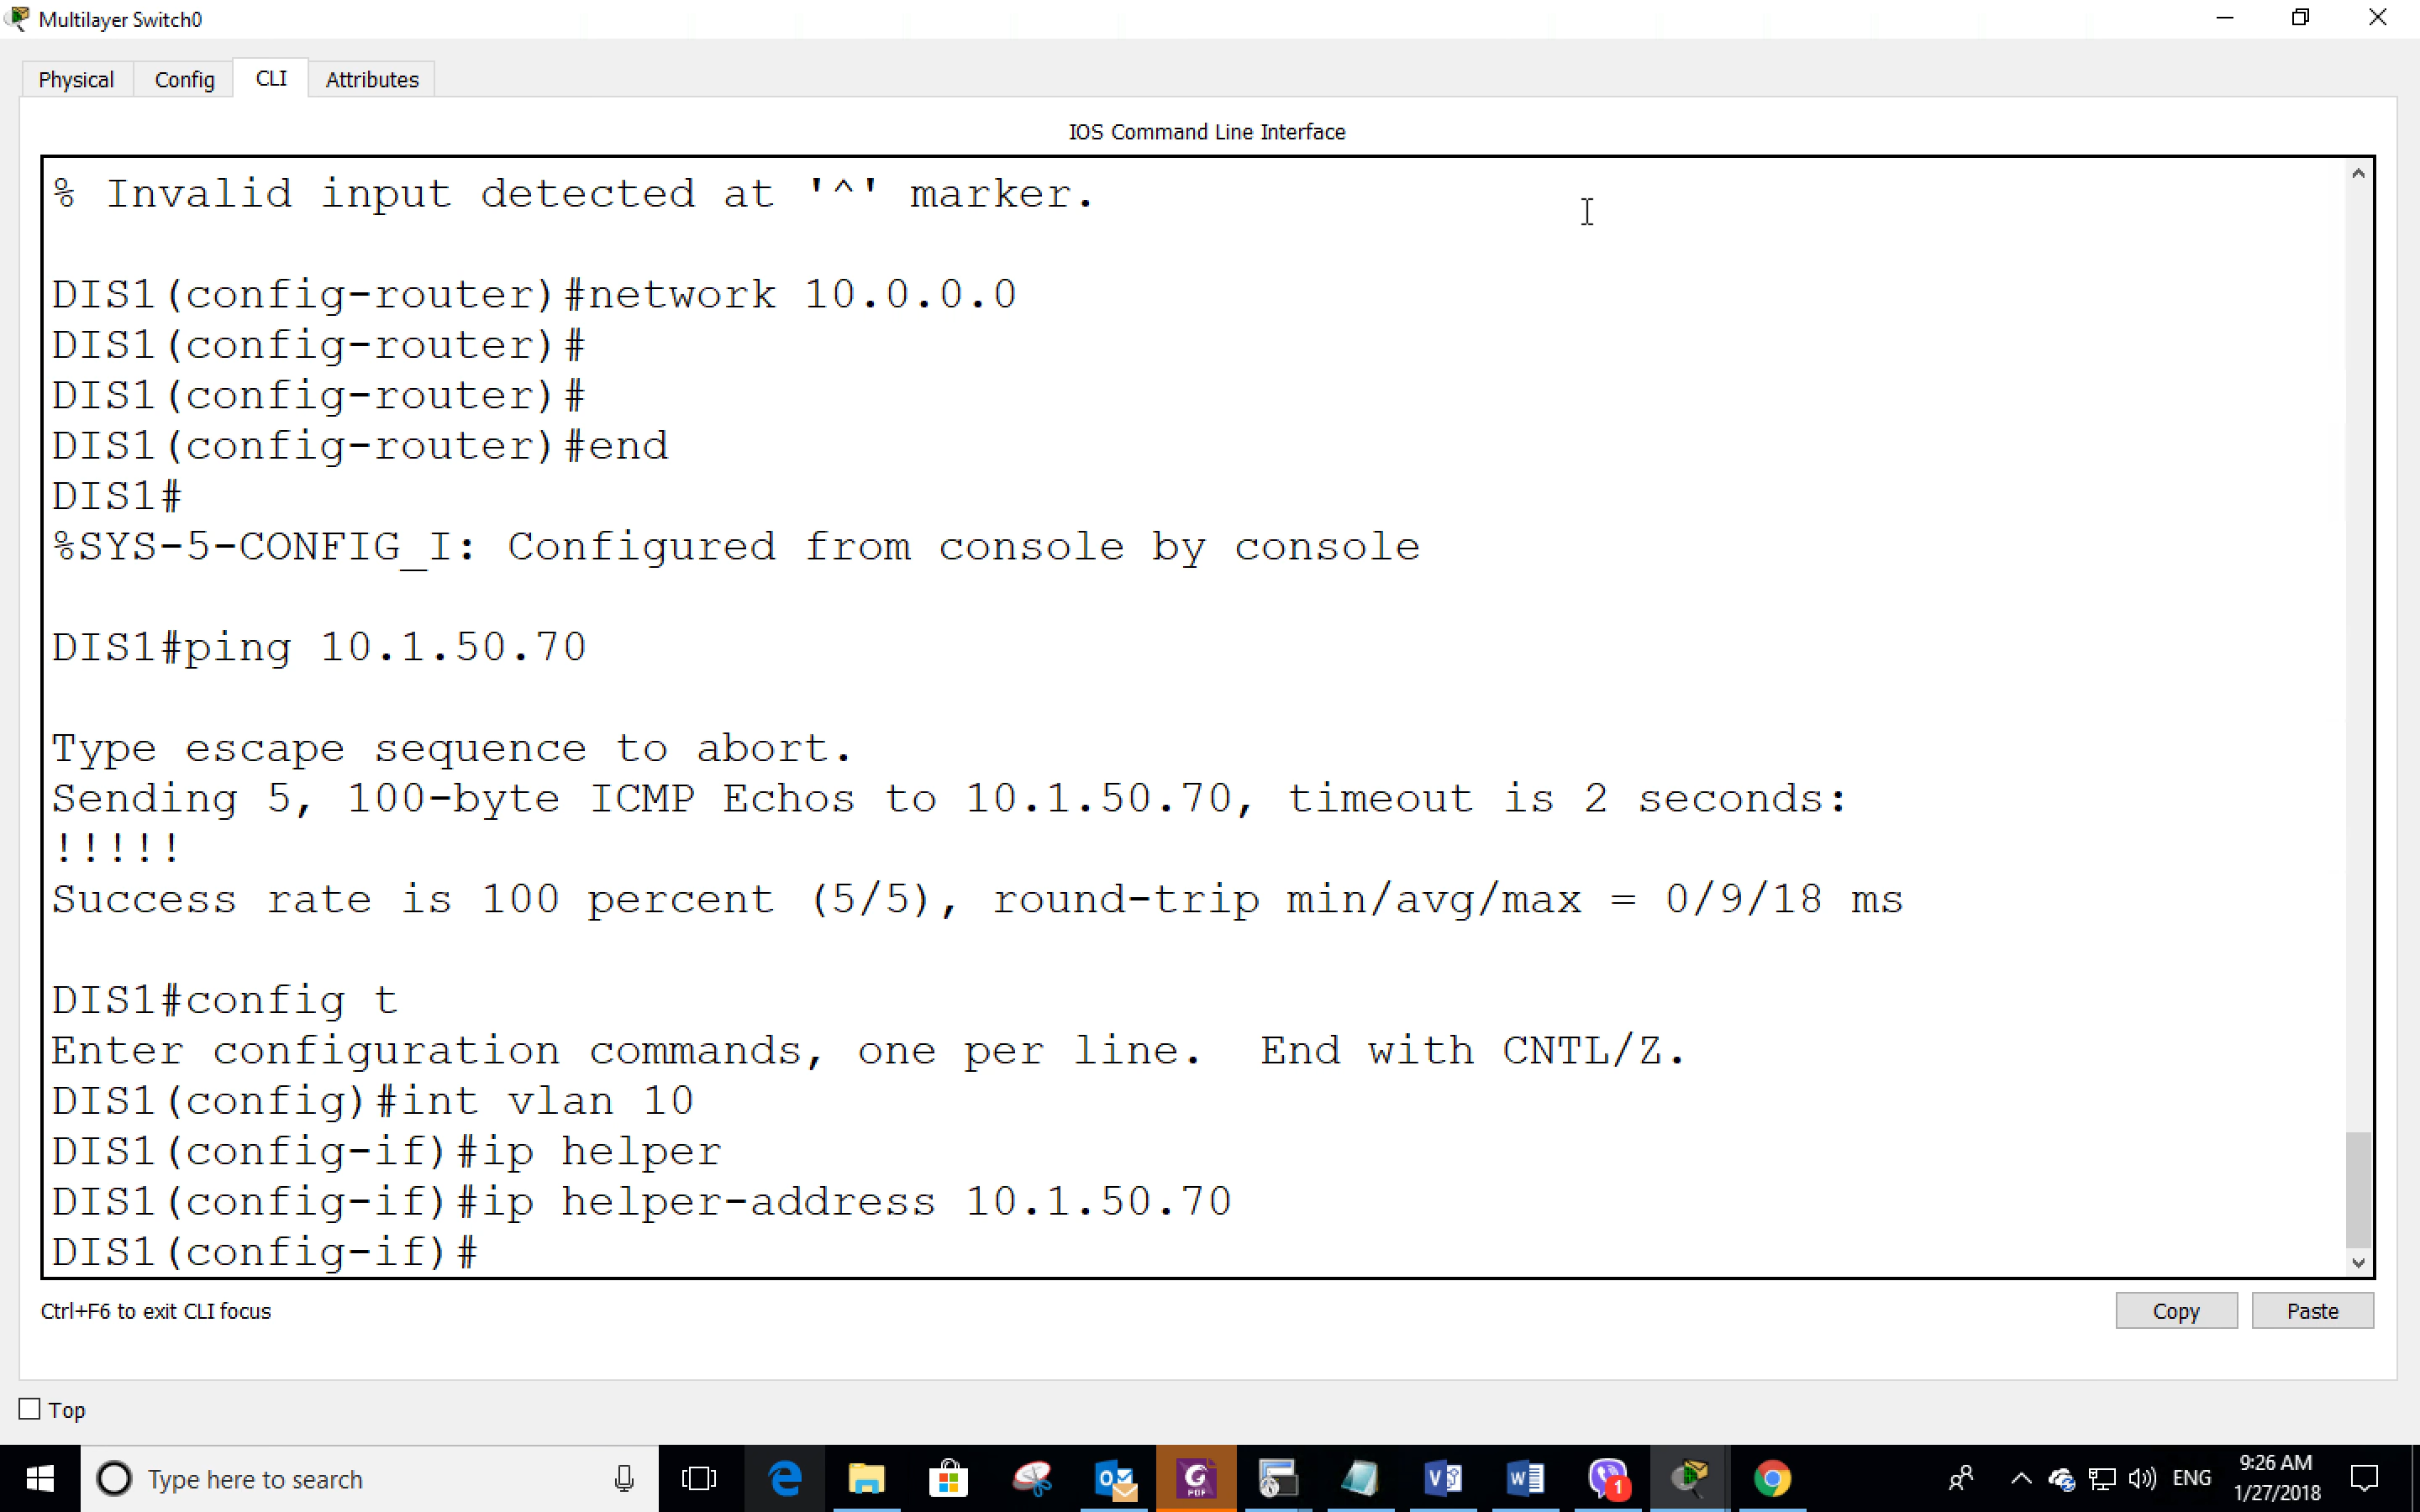 Multilayer Switch0
Physical Config CLI Attributes
IOS Command Line Interface
% Invalid input detected at '^' marker.
DIS1(config-router)#network 10.0.0.0
DIS1(config-router)#
DIS1(config-router)#
DIS1(config-router)#end
DIS1#
%SYS-5-CONFIG_I: Configured from console by console
DIS1#ping 10.1.50.70
Type escape sequence to abort.
Sending 5, 100-byte ICMP Echos to 10.1.50.70, timeout is 2 seconds:
!!!!!
Success rate is 100 percent (5/5), round-trip min/avg/max = 0/9/18 ms
DIS1#config t
Enter configuration commands, one per line.  End with CNTL/Z.
DIS1(config)#int vlan 10
DIS1(config-if)#ip helper
DIS1(config-if)#ip helper-address 10.1.50.70
DIS1(config-if)#
Ctrl+F6 to exit CLI focus
Copy Paste
Top
Type here to search
G
PDF
1
ENG
9:26 AM
1/27/2018